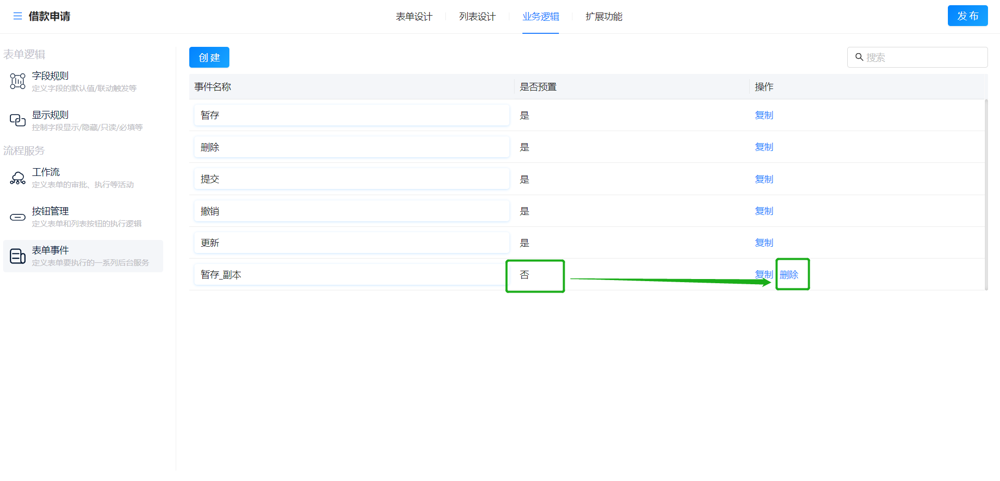 借款申请
表单设计
列表设计
业务逻辑
扩展功能
发布
表单逻辑
字段规则
定义字段的默认值/联动触发等
显示规则
控制字段显示/隐藏/只读/必填等
流程服务
工作流
定义表单的审批、执行等活动
按钮管理
定义表单和列表按钮的执行逻辑
表单事件
定义表单要执行的一系列后台服务
创建
搜索
事件名称 是否预置 操作
暂存 是 复制
删除 是 复制
提交 是 复制
撤销 是 复制
更新 是 复制
暂存_副本 否 复制 删除